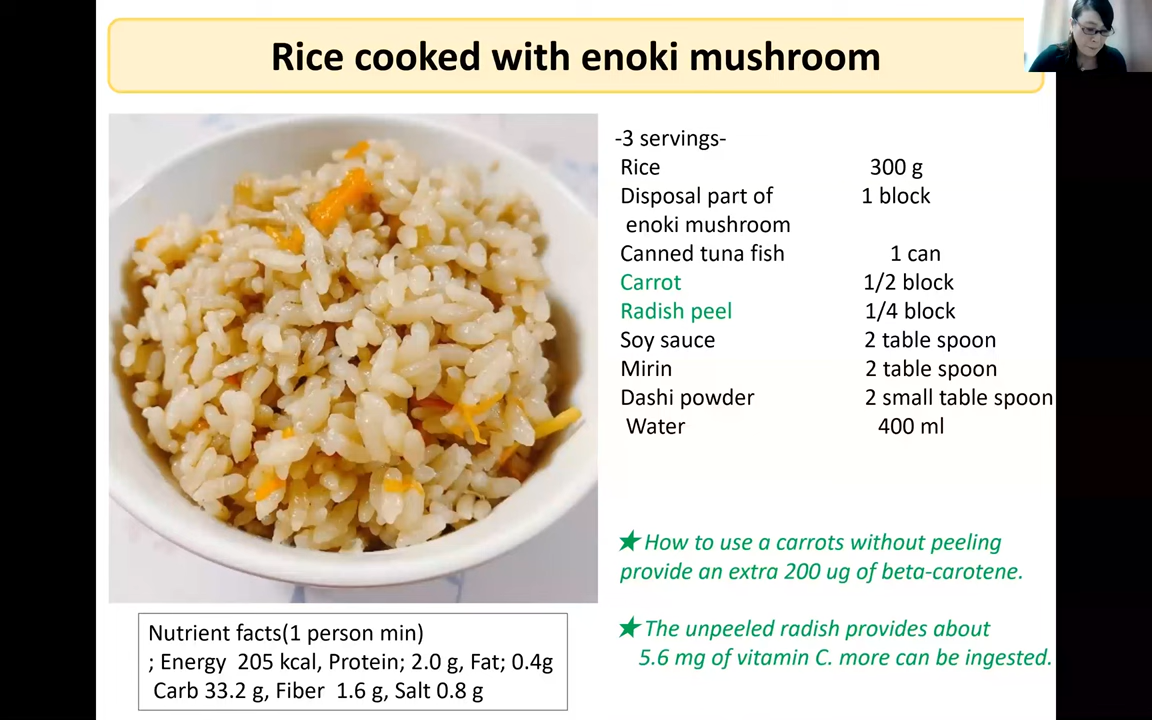 Rice cooked with enoki mushroom
-3 servings-
Rice 300 g
Disposal part of 1 block
enoki mushroom
Canned tuna fish 1 can
Carrot 1/2 block
Radish peel 1/4 block
Soy sauce 2 table spoon
Mirin 2 table spoon
Dashi powder 2 small table spoon
Water 400 ml
★How to use a carrots without peeling
provide an extra 200 ug of beta-carotene.
★The unpeeled radish provides about
5.6 mg of vitamin C. more can be ingested.
Nutrient facts(1 person min)
; Energy 205 kcal, Protein; 2.0 g, Fat; 0.4g
Carb 33.2 g, Fiber 1.6 g, Salt 0.8 g